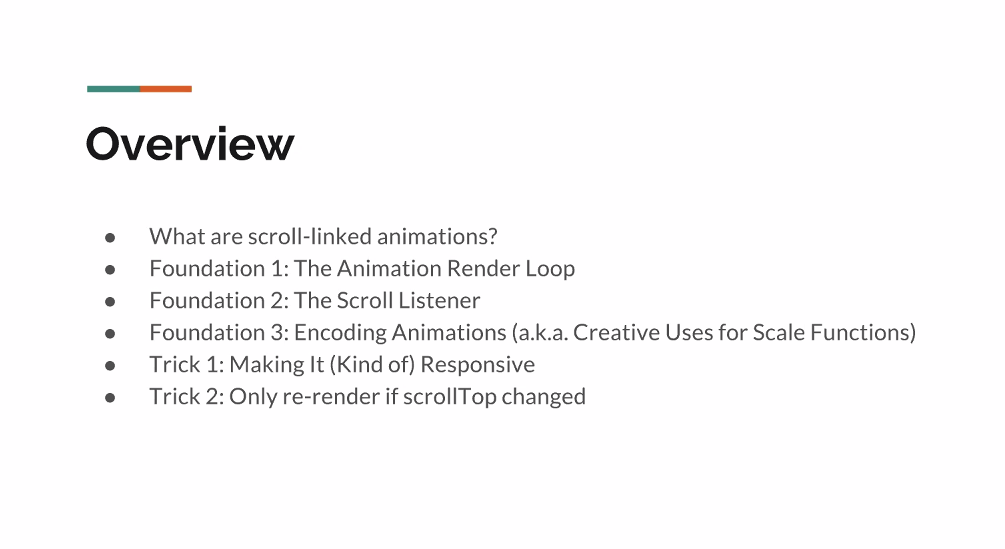 Overview
● What are scroll-linked animations?
● Foundation 1: The Animation Render Loop
● Foundation 2: The Scroll Listener
● Foundation 3: Encoding Animations (a.k.a. Creative Uses for Scale Functions)
● Trick 1: Making It (Kind of) Responsive
● Trick 2: Only re-render if scrollTop changed